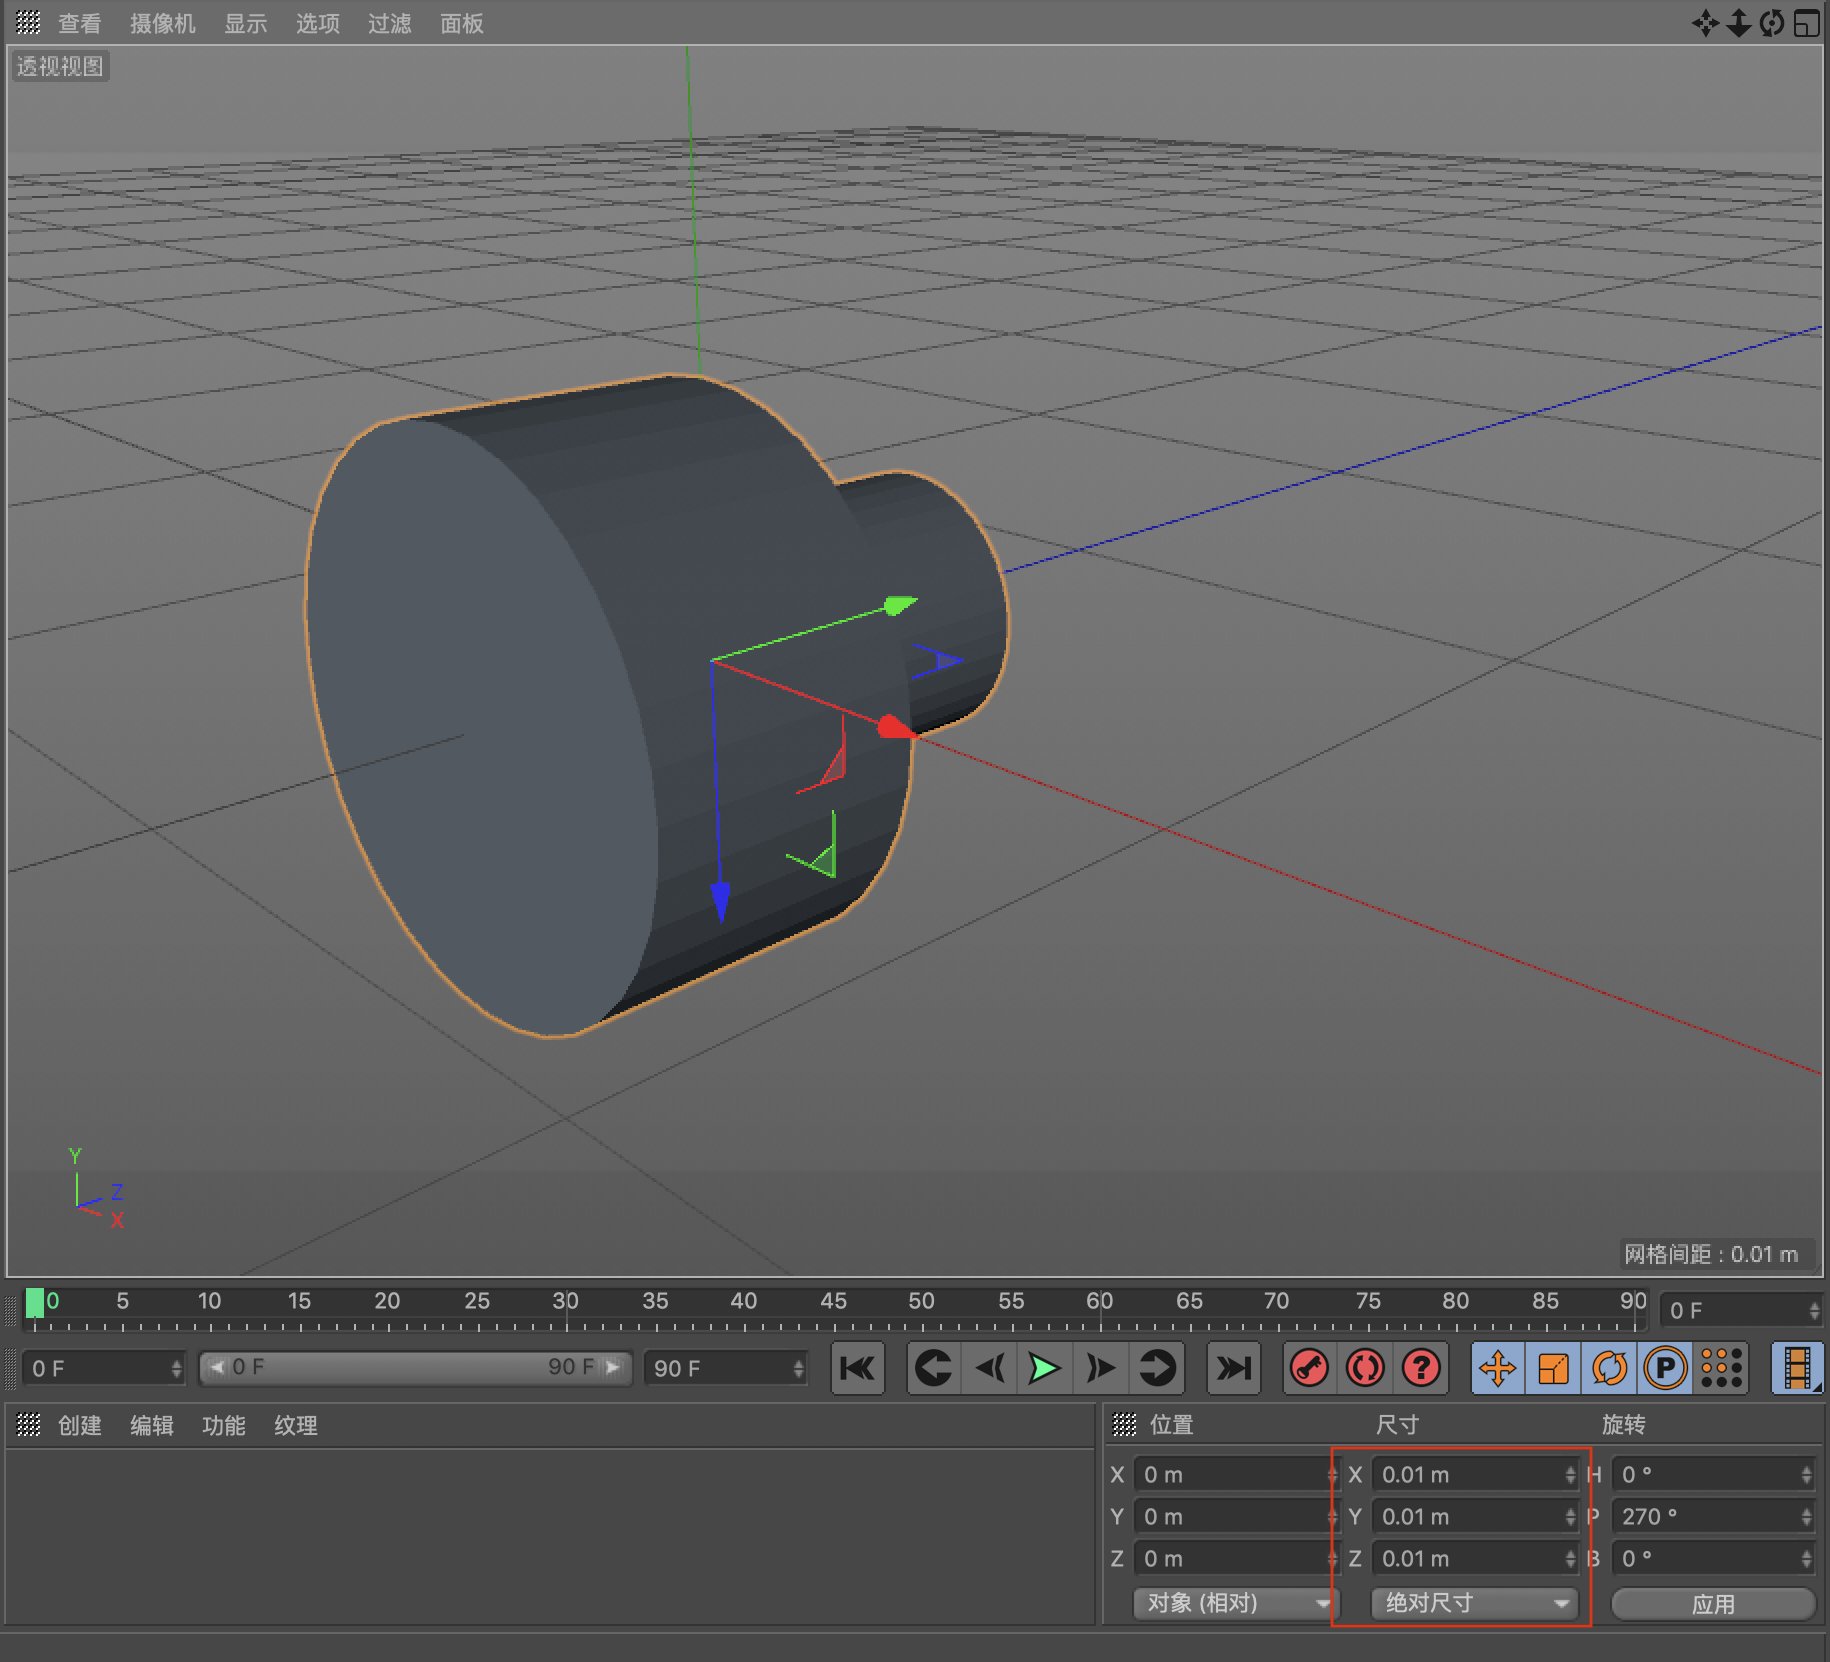 查看 摄像机 显示 选项 过滤 面板
透视视图
Y
Z
X
网格间距 : 0.01 m
0 5 10 15 20 25 30 35 40 45 50 55 60 65 70 75 80 85 90 0 F
0 F 0 F 90 F 90 F P ?
创建 编辑 功能 纹理
位置 尺寸 旋转
X 0 m X 0.01 m H 0 °
Y 0 m Y 0.01 m P 270 °
Z 0 m Z 0.01 m B 0 °
对象 (相对) 绝对尺寸 应用